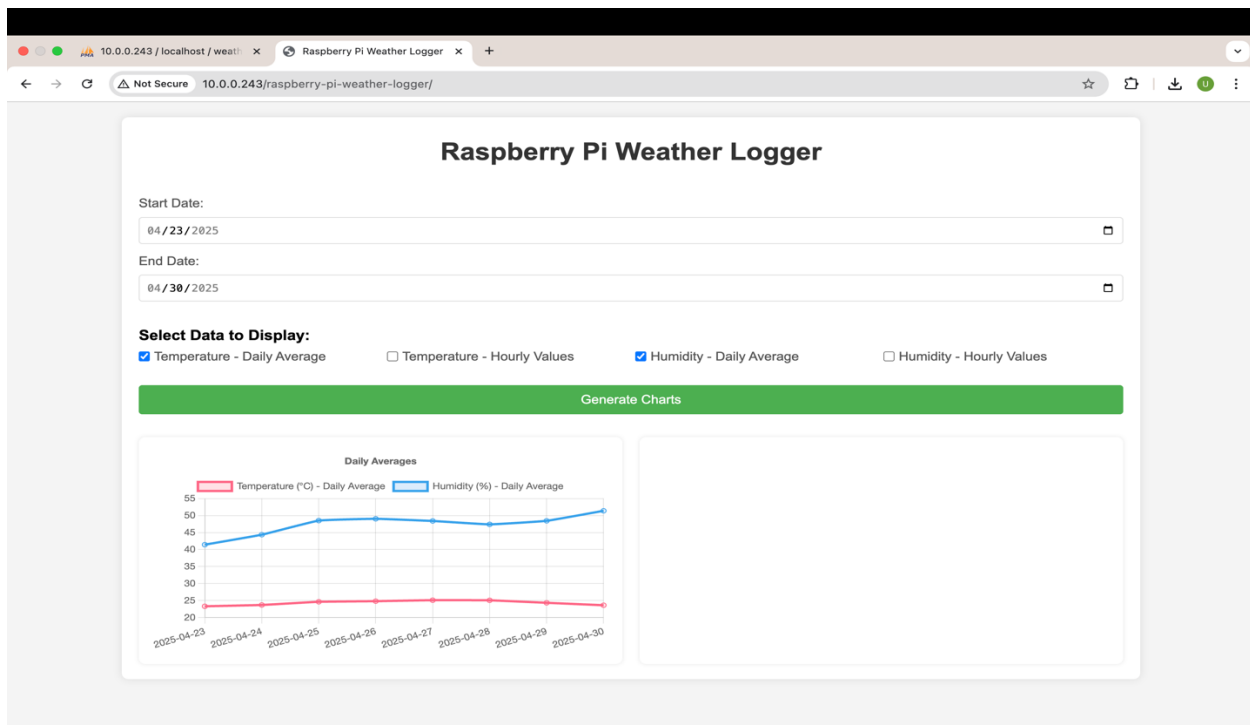 10.0.0.243 / localhost / weath
Raspberry Pi Weather Logger
Not Secure 10.0.0.243/raspberry-pi-weather-logger/
U
Raspberry Pi Weather Logger
Start Date:
04/23/2025
End Date:
04/30/2025
Select Data to Display:
Temperature - Daily Average Temperature - Hourly Values Humidity - Daily Average Humidity - Hourly Values
Generate Charts
Daily Averages
Temperature (°C) - Daily Average Humidity (%) - Daily Average
55
50
45
40
35
30
25
20
2025-04-23 2025-04-24 2025-04-25 2025-04-26 2025-04-27 2025-04-28 2025-04-29 2025-04-30